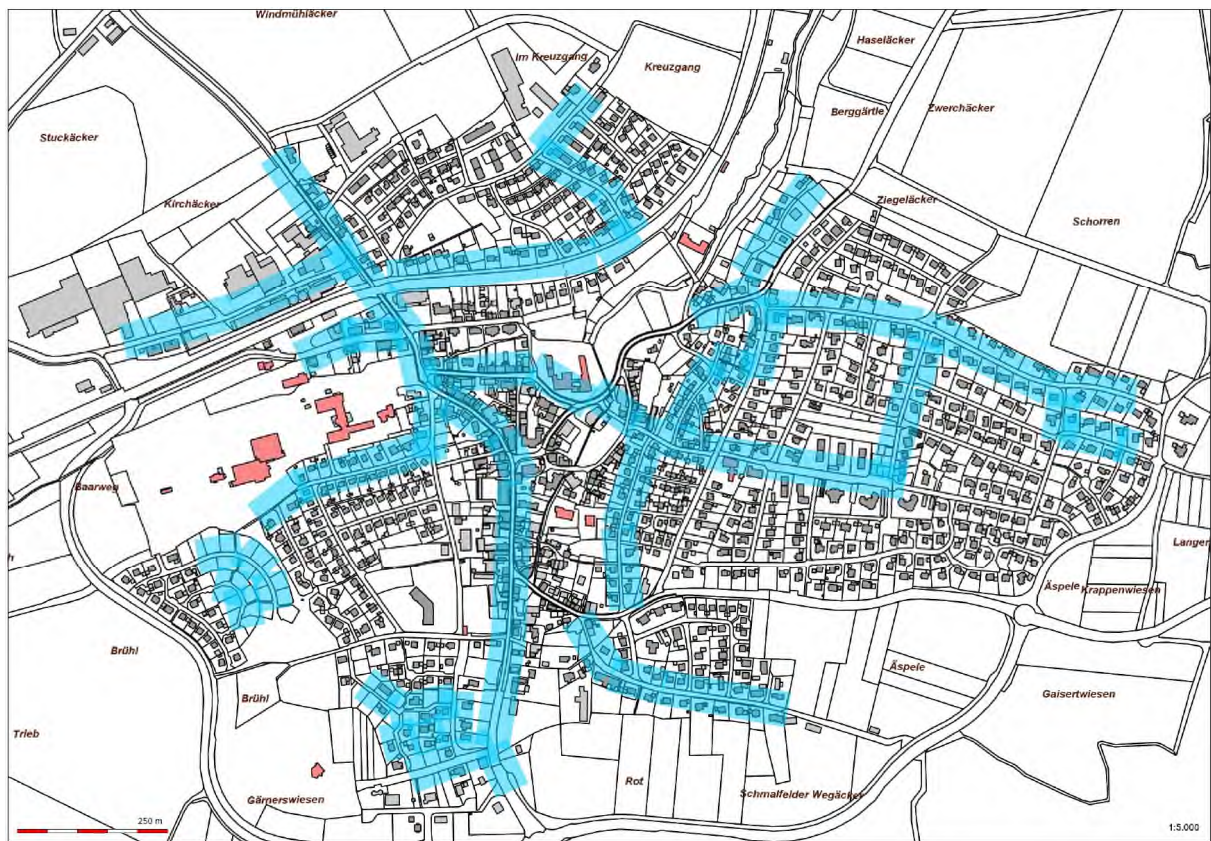 Windmühläcker
Im Kreuzgang
Kreuzgang
Haseläcker
Berggärtle
Zwerchäcker
Stuckäcker
Kirchäcker
Ziegeläcker
Schorren
Baarweg
h
Langen
Äspele
Krappenwiesen
Brühl
Äspele
Gaisertwiesen
Brühl
Trieb
Rot
Gärnerswiesen
Schmalfelder Wegäcker
250 m
1:5.000